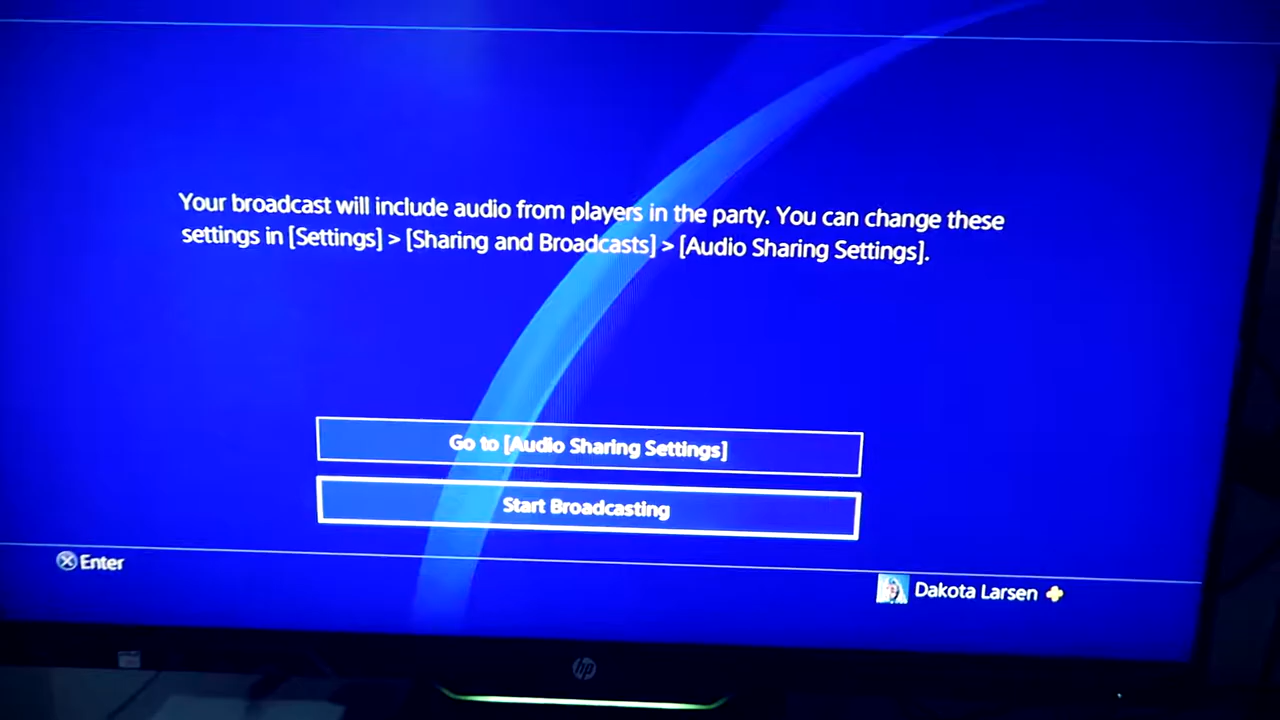 Your broadcast will include audio from players in the party. You can change these
settings in [Settings] > [Sharing and Broadcasts] > [Audio Sharing Settings].
Go to [Audio Sharing Settings]
Start Broadcasting
Enter
Dakota Larsen
hp